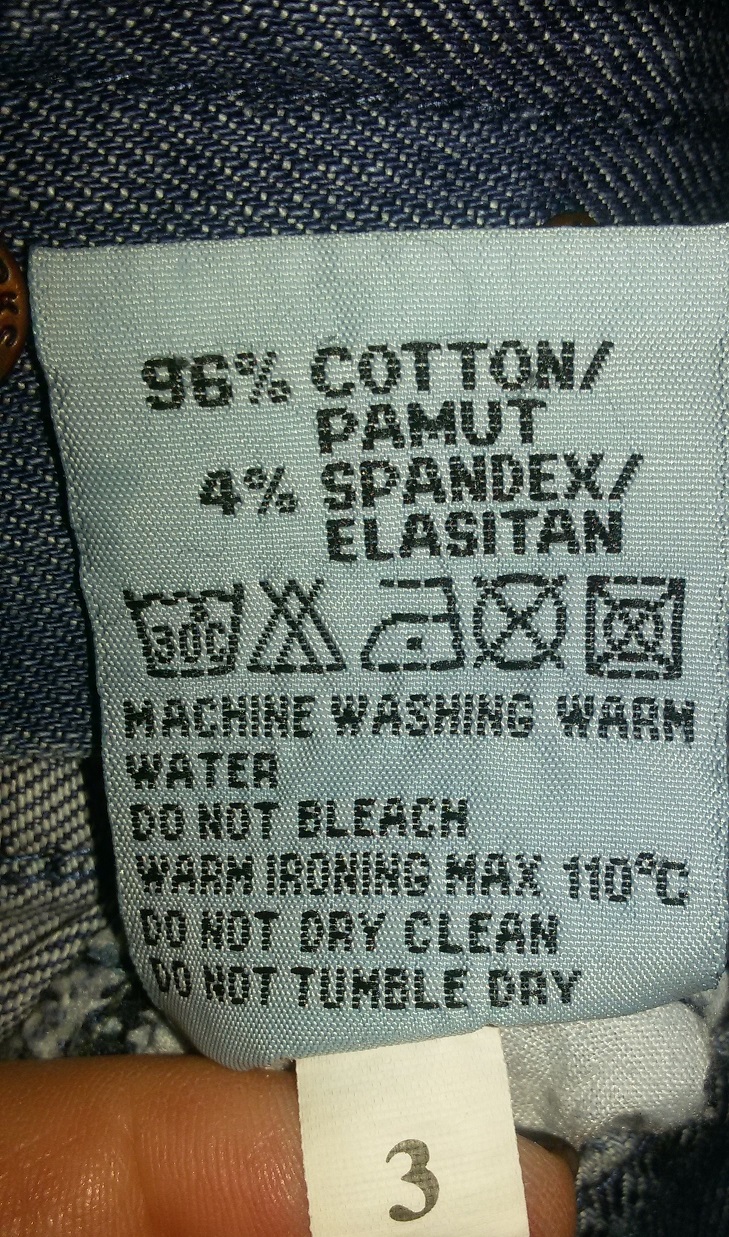 96% COTTON/
PAMUT
4% SPANDEX/
ELASITAN
30C
MACHINE WASHING WARM
WATER
DO NOT BLEACH
WARM IRONING MAX 110°C
DO NOT DRY CLEAN
DO NOT TUMBLE DRY
3